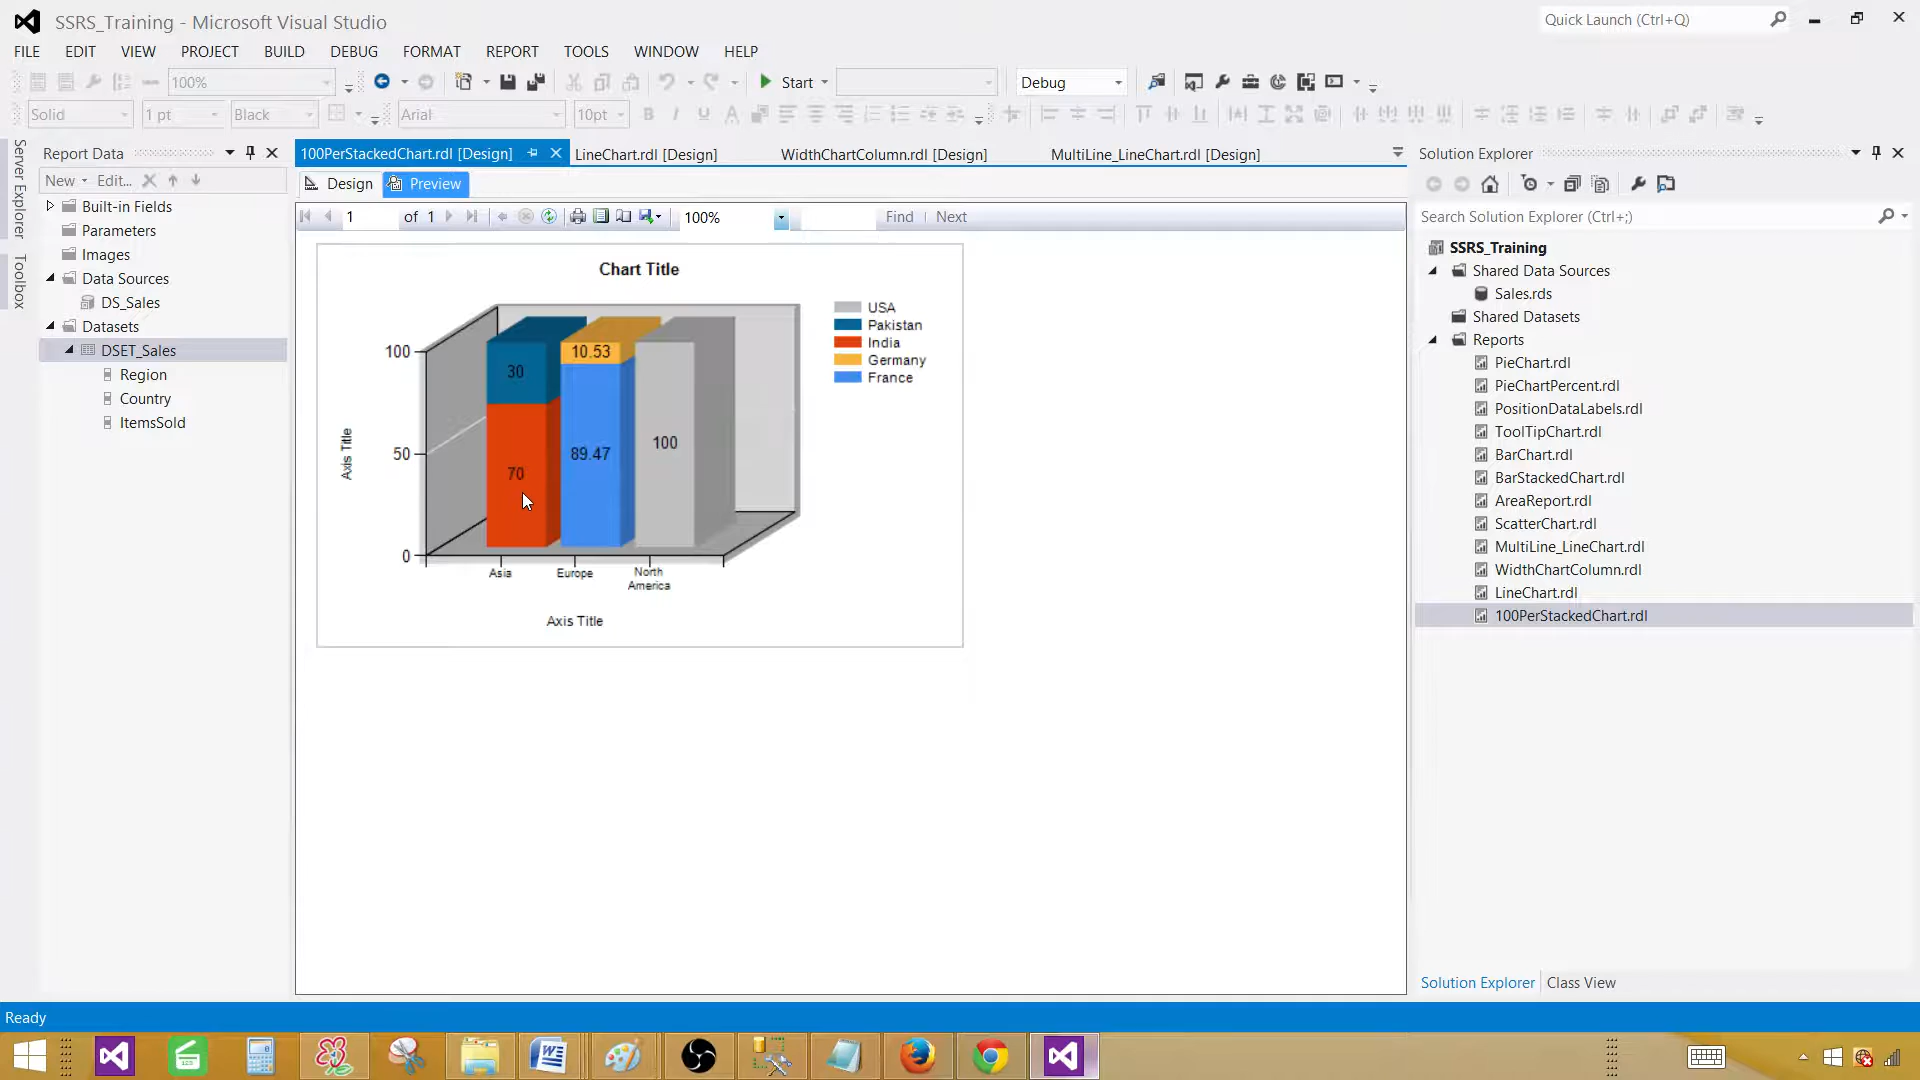 SSRS_Training - Microsoft Visual Studio
Quick Launch (Ctrl+Q)
FILE EDIT VIEW PROJECT BUILD DEBUG FORMAT REPORT TOOLS WINDOW HELP
100% Start Debug
Solid 1 pt Black Arial 10pt B I U A
Server Explorer
Toolbox
Report Data
New Edit...
Built-in Fields
Parameters
Images
Data Sources
DS_Sales
Datasets
DSET_Sales
Region
Country
ItemsSold
100PerStackedChart.rdl [Design] LineChart.rdl [Design] WidthChartColumn.rdl [Design] MultiLine_LineChart.rdl [Design]
Design Preview
1 of 1 100% Find Next
Chart Title
USA
Pakistan
India
Germany
France
100
50
0
Axis Title
30
70
10.53
89.47
100
Asia Europe North America
Axis Title
Solution Explorer
Search Solution Explorer (Ctrl+;)
SSRS_Training
Shared Data Sources
Sales.rds
Shared Datasets
Reports
PieChart.rdl
PieChartPercent.rdl
PositionDataLabels.rdl
ToolTipChart.rdl
BarChart.rdl
BarStackedChart.rdl
AreaReport.rdl
ScatterChart.rdl
MultiLine_LineChart.rdl
WidthChartColumn.rdl
LineChart.rdl
100PerStackedChart.rdl
Solution Explorer Class View
Ready